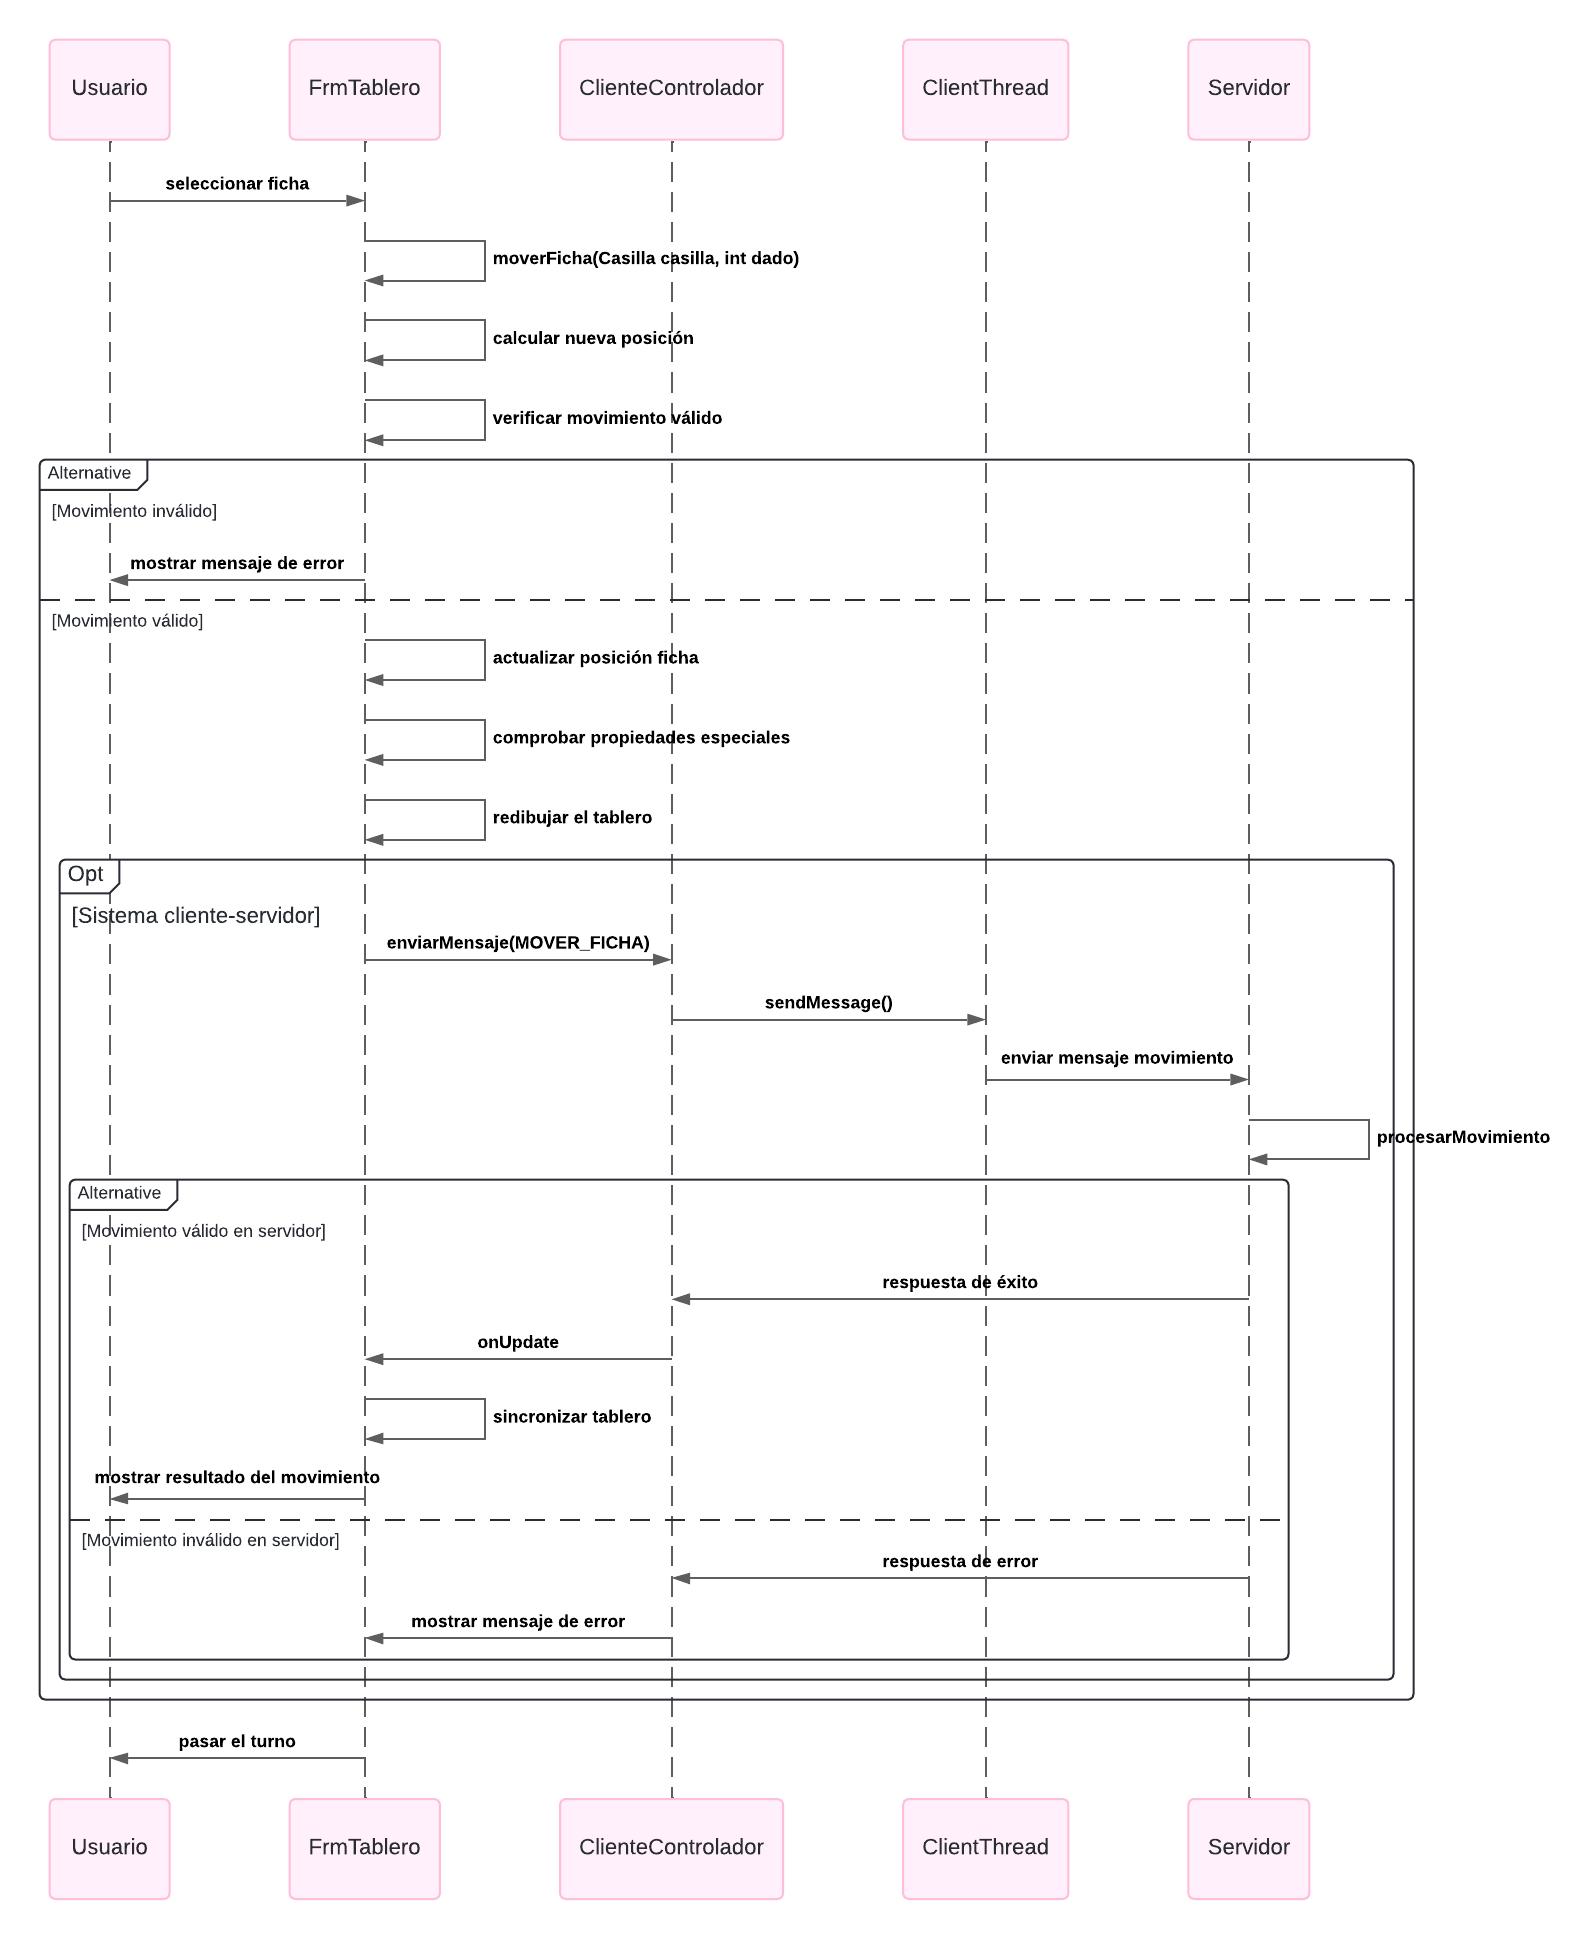 Usuario
FrmTablero
ClienteControlador
ClientThread
Servidor
seleccionar ficha
moverFicha(Casilla casilla, int dado)
calcular nueva posición
verificar movimiento válido
Alternative
[Movimiento inválido]
mostrar mensaje de error
[Movimiento válido]
actualizar posición ficha
comprobar propiedades especiales
redibujar el tablero
Opt
[Sistema cliente-servidor]
enviarMensaje(MOVER_FICHA)
sendMessage()
enviar mensaje movimiento
procesarMovimiento
Alternative
[Movimiento válido en servidor]
respuesta de éxito
onUpdate
sincronizar tablero
mostrar resultado del movimiento
[Movimiento inválido en servidor]
respuesta de error
mostrar mensaje de error
pasar el turno
Usuario
FrmTablero
ClienteControlador
ClientThread
Servidor